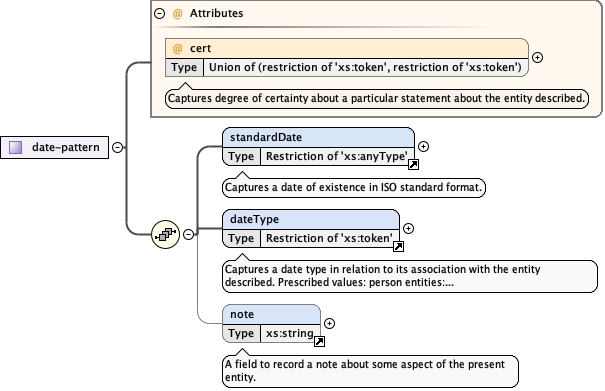 Attributes
cert
Type Union of (restriction of 'xs:token', restriction of 'xs:token')
Captures degree of certainty about a particular statement about the entity described.
date-pattern
standardDate
Type Restriction of 'xs:anyType'
Captures a date of existence in ISO standard format.
dateType
Type Restriction of 'xs:token'
Captures a date type in relation to its association with the entity
described. Prescribed values: person entities:...
note
Type xs:string
A field to record a note about some aspect of the present
entity.